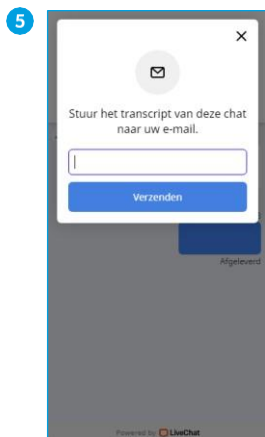 5
Stuur het transcript van deze chat
naar uw e-mail.
Verzenden
Afgeleverd
Powered by LiveChat